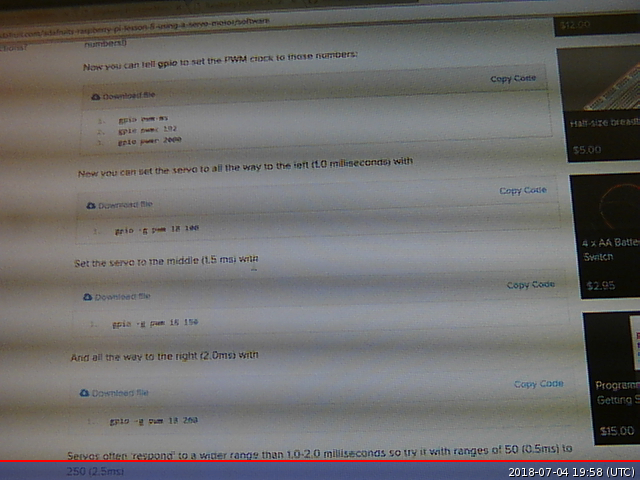 adafruit-raspberry-pi-lesson-8-using-a-servo-motor/software
numbers!)
Now you can tell gpio to set the PWM clock to those numbers:
$12.00
Copy Code
Download file
1. gpio pwm-ms
2. gpio pwmc 192
3. gpio pwmr 2000
Half-size breadb
$5.00
Now you can set the servo to all the way to the left (1.0 milliseconds) with
Copy Code
Download file
1. gpio -g pwm 18 100
4 x AA Batte
Switch
$2.95
Set the servo to the middle (1.5 ms) with
Copy Code
Download file
1. gpio -g pwm 18 150
And all the way to the right (2.0ms) with
Copy Code
Download file
1. gpio -g pwm 18 200
Programm
Getting S
$15.00
Servos often 'respond' to a wider range than 1.0-2.0 milliseconds so try it with ranges of 50 (0.5ms) to
250 (2.5ms)
2018-07-04 19:58 (UTC)